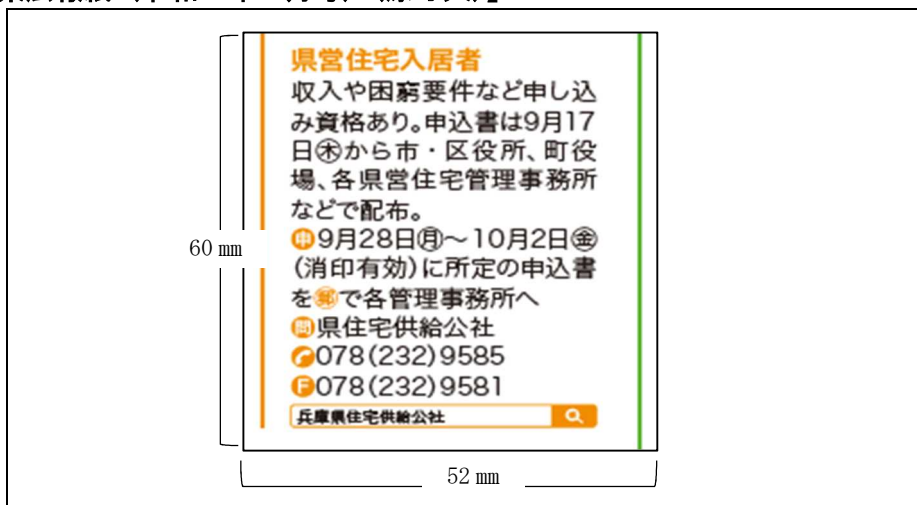 県営住宅入居者
収入や困窮要件など申し込
み資格あり。申込書は9月17
日㊍から市・区役所、町役
場、各県営住宅管理事務所
などで配布。
申9月28日㊊～10月2日㊎
(消印有効)に所定の申込書
を郵で各管理事務所へ
問県住宅供給公社
078(232)9585
F078(232)9581
兵庫県住宅供給公社
60㎜
52㎜